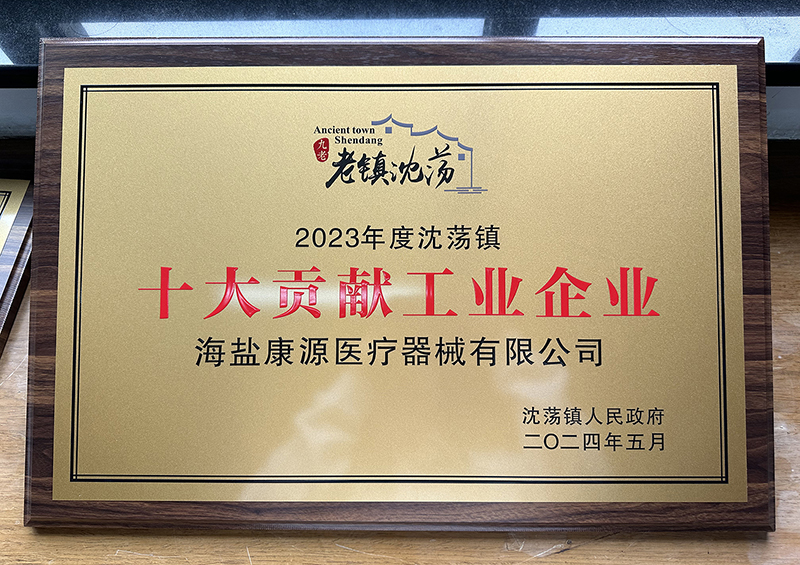 Ancient town
Shendang
九老
老镇沈荡
2023年度沈荡镇
十大贡献工业企业
海盐康源医疗器械有限公司
沈荡镇人民政府
二〇二四年五月